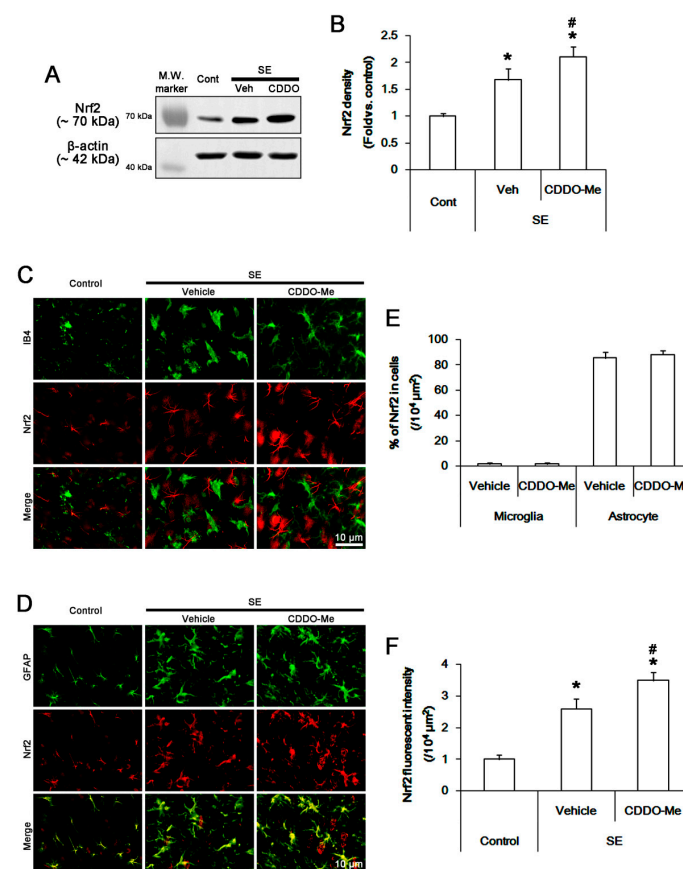 A
M.W.
marker
Cont
SE
Veh
CDDO
Nrf2
(~ 70 kDa)
70 kDa
β-actin
(~ 42 kDa)
40 kDa
B
Nrf2 density
(Fold vs. control)
2.5
2
1.5
1
0.5
0
*
#
*
Cont
Veh
CDDO-Me
SE
C
Control
SE
Vehicle
CDDO-Me
IB4
Nrf2
Merge
10 µm
E
% of Nrf2 in cells
(/10⁴ µm²)
100
80
60
40
20
0
Vehicle
CDDO-Me
Vehicle
CDDO-M
Microglia
Astrocyte
D
Control
SE
Vehicle
CDDO-Me
GFAP
Nrf2
Merge
10 µm
F
Nrf2 fluorescent intensity
(/10⁴ µm²)
4
3
2
1
0
*
#
*
Control
Vehicle
CDDO-Me
SE